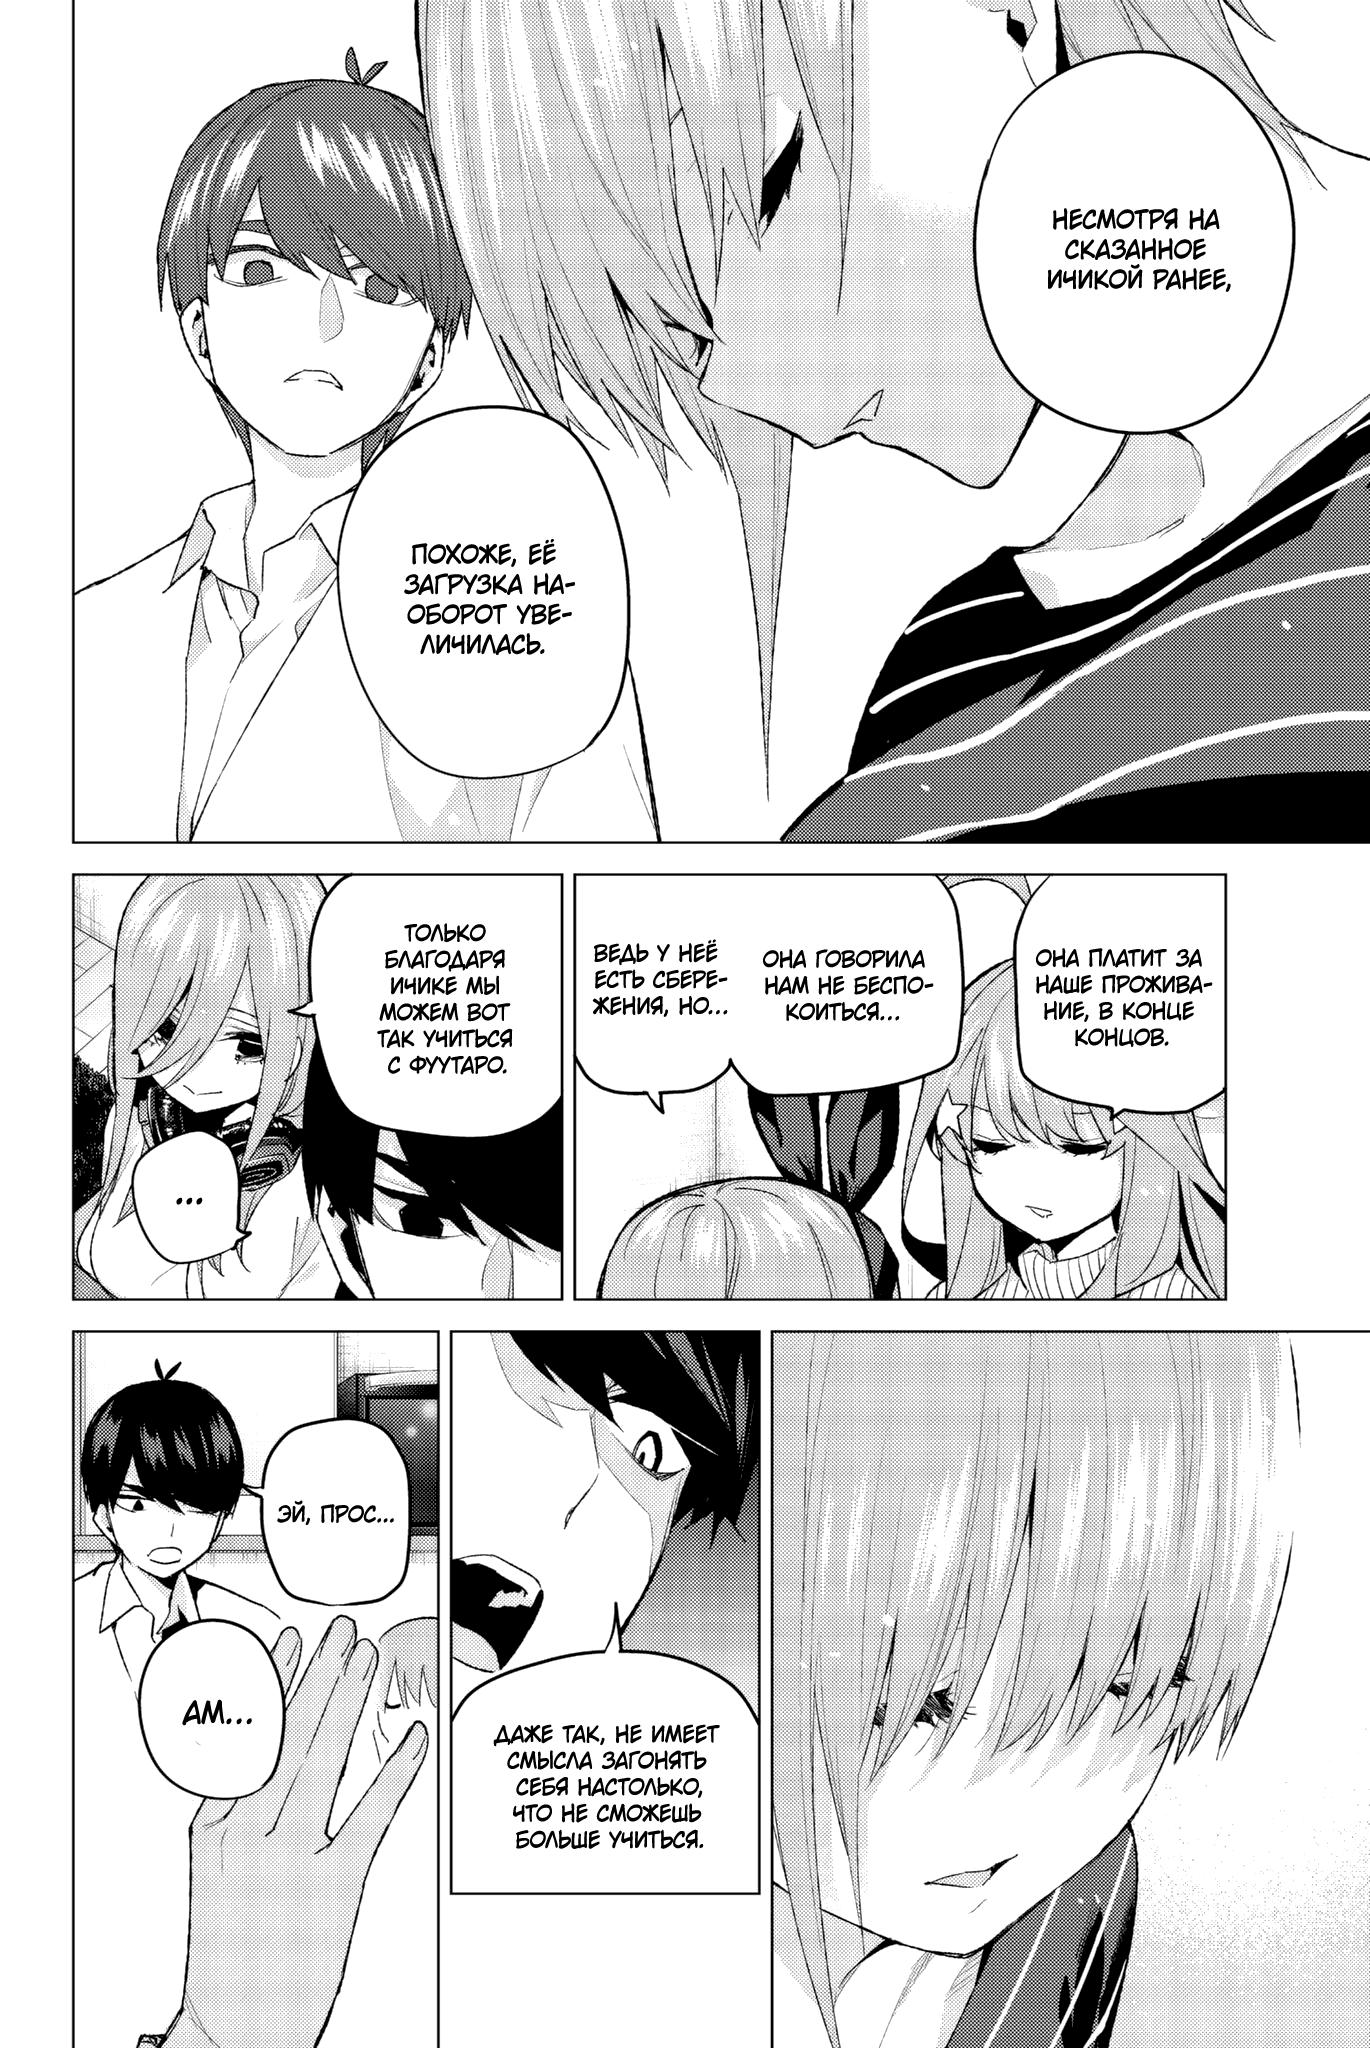 НЕСМОТРЯ НА
СКАЗАННОЕ
ИЧИКОЙ РАНЕЕ,
ПОХОЖЕ, ЕЁ
ЗАГРУЗКА НА-
ОБОРОТ УВЕ-
ЛИЧИЛАСЬ.
ОНА ПЛАТИТ ЗА
НАШЕ ПРОЖИВА-
НИЕ, В КОНЦЕ
КОНЦОВ.
ОНА ГОВОРИЛА
НАМ НЕ БЕСПО-
КОИТЬСЯ...
ВЕДЬ У НЕЁ
ЕСТЬ СБЕРЕ-
ЖЕНИЯ, НО...
ТОЛЬКО
БЛАГОДАРЯ
ИЧИКЕ МЫ
МОЖЕМ ВОТ
ТАК УЧИТЬСЯ
С ФУУТАРО.
...
ДАЖЕ ТАК, НЕ ИМЕЕТ
СМЫСЛА ЗАГОНЯТЬ
СЕБЯ НАСТОЛЬКО,
ЧТО НЕ СМОЖЕШЬ
БОЛЬШЕ УЧИТЬСЯ.
ЭЙ, ПРОС...
АМ...